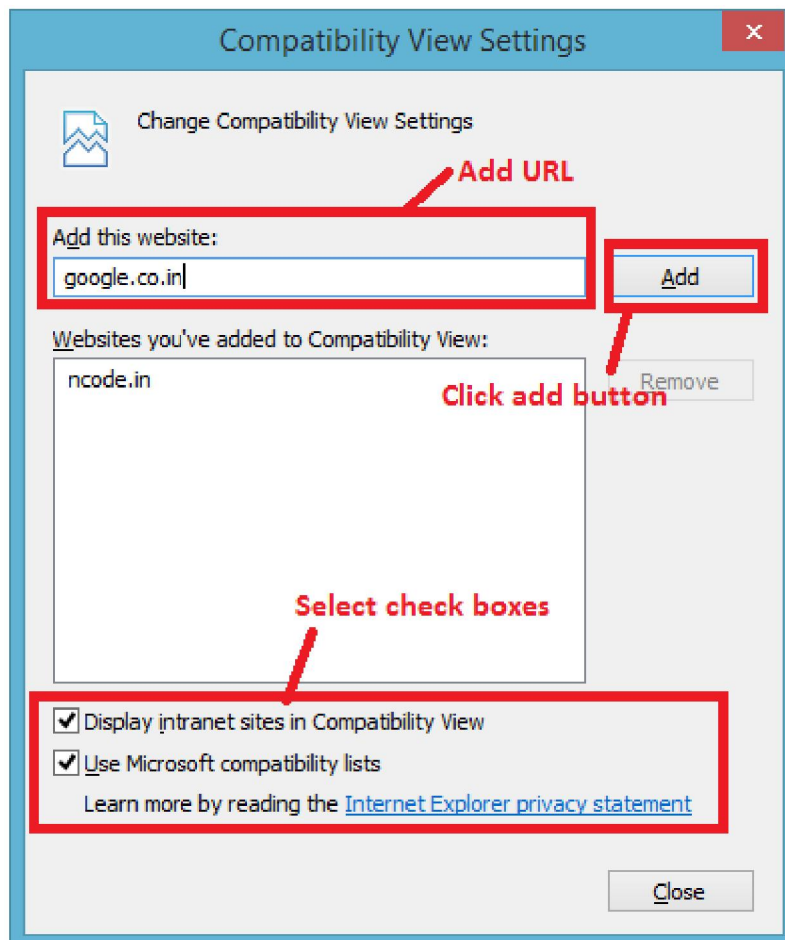 Compatibility View Settings
Change Compatibility View Settings
Add URL
Add this website:
google.co.in
Add
Websites you've added to Compatibility View:
ncode.in
Remove
Click add button
Select check boxes
Display intranet sites in Compatibility View
Use Microsoft compatibility lists
Learn more by reading the Internet Explorer privacy statement
Close